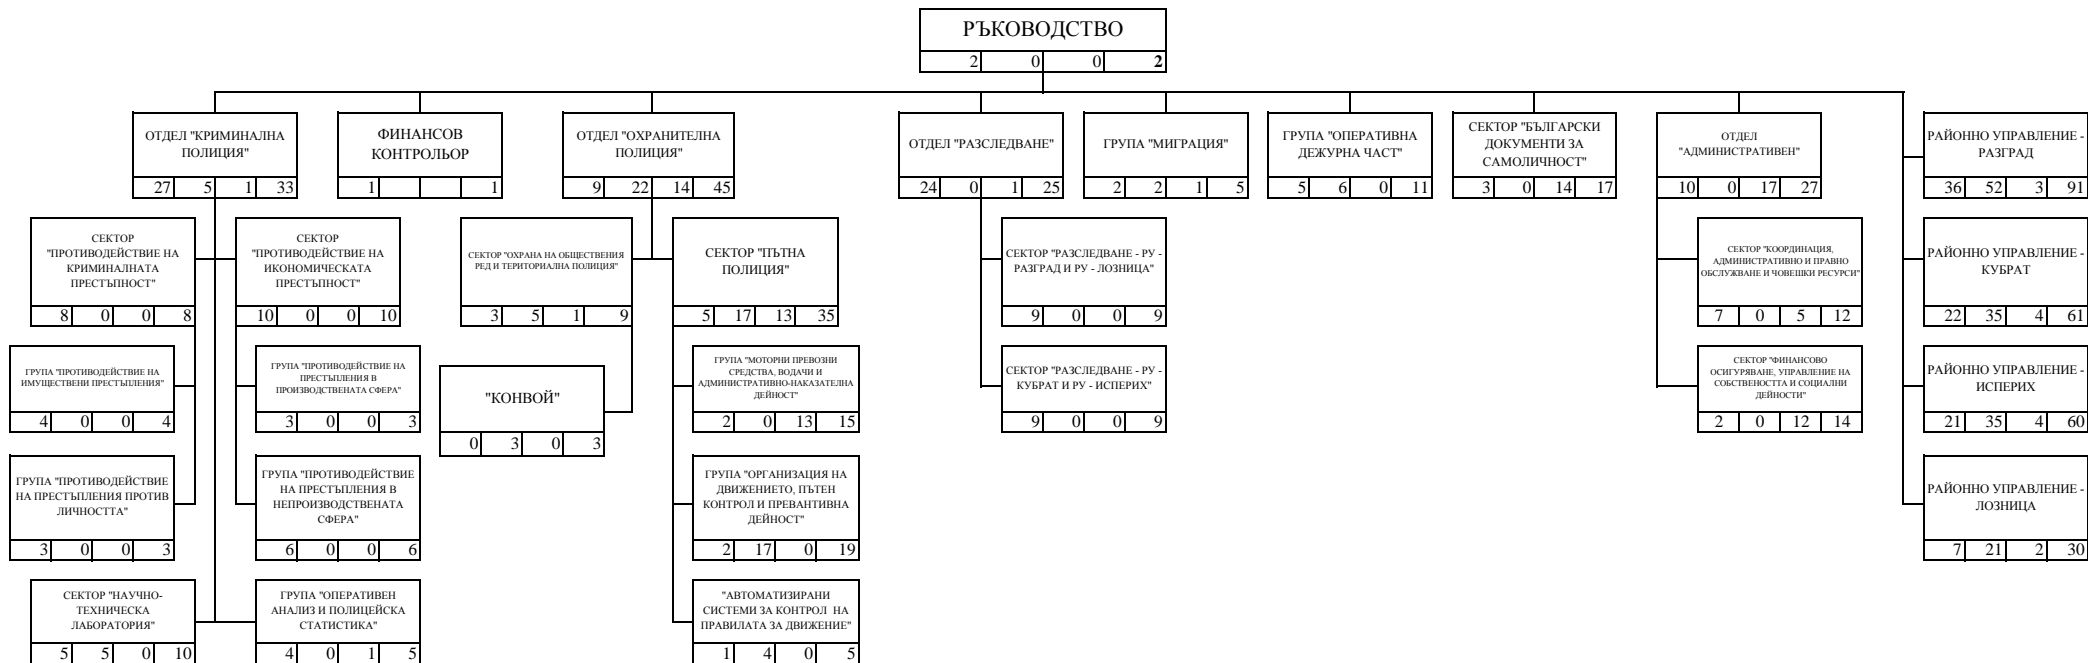 РЪКОВОДСТВО
2 0 0 2
ОТДЕЛ "КРИМИНАЛНА
ПОЛИЦИЯ"
27 5 1 33
ФИНАНСОВ
КОНТРОЛЬОР
1 1
ОТДЕЛ "ОХРАНИТЕЛНА
ПОЛИЦИЯ"
9 22 14 45
ОТДЕЛ "РАЗСЛЕДВАНЕ"
24 0 1 25
ГРУПА "МИГРАЦИЯ"
2 2 1 5
ГРУПА "ОПЕРАТИВНА
ДЕЖУРНА ЧАСТ"
5 6 0 11
СЕКТОР "БЪЛГАРСКИ
ДОКУМЕНТИ ЗА
САМОЛИЧНОСТ"
3 0 14 17
ОТДЕЛ
"АДМИНИСТРАТИВЕН"
10 0 17 27
РАЙОННО УПРАВЛЕНИЕ -
РАЗГРАД
36 52 3 91
СЕКТОР
"ПРОТИВОДЕЙСТВИЕ НА
КРИМИНАЛНАТА
ПРЕСТЪПНОСТ"
8 0 0 8
СЕКТОР
"ПРОТИВОДЕЙСТВИЕ НА
ИКОНОМИЧЕСКАТА
ПРЕСТЪПНОСТ"
10 0 0 10
СЕКТОР "ОХРАНА НА ОБЩЕСТВЕНИЯ
РЕД И ТЕРИТОРИАЛНА ПОЛИЦИЯ"
3 5 1 9
СЕКТОР "ПЪТНА
ПОЛИЦИЯ"
5 17 13 35
СЕКТОР "РАЗСЛЕДВАНЕ - РУ -
РАЗГРАД И РУ - ЛОЗНИЦА"
9 0 0 9
СЕКТОР "КООРДИНАЦИЯ,
АДМИНИСТРАТИВНО И ПРАВНО
ОБСЛУЖВАНЕ И ЧОВЕШКИ РЕСУРСИ"
7 0 5 12
РАЙОННО УПРАВЛЕНИЕ -
КУБРАТ
22 35 4 61
ГРУПА "ПРОТИВОДЕЙСТВИЕ НА
ИМУЩЕСТВЕНИ ПРЕСТЪПЛЕНИЯ"
4 0 0 4
ГРУПА "ПРОТИВОДЕЙСТВИЕ НА
ПРЕСТЪПЛЕНИЯ В
ПРОИЗВОДСТВЕНАТА СФЕРА"
3 0 0 3
"КОНВОЙ"
0 3 0 3
ГРУПА "МОТОРНИ ПРЕВОЗНИ
СРЕДСТВА, ВОДАЧИ И
АДМИНИСТРАТИВНО-НАКАЗАТЕЛНА
ДЕЙНОСТ"
2 0 13 15
СЕКТОР "РАЗСЛЕДВАНЕ - РУ -
КУБРАТ И РУ - ИСПЕРИХ"
9 0 0 9
СЕКТОР "ФИНАНСОВО
ОСИГУРЯВАНЕ, УПРАВЛЕНИЕ НА
СОБСТВЕНОСТТА И СОЦИАЛНИ
ДЕЙНОСТИ"
2 0 12 14
РАЙОННО УПРАВЛЕНИЕ -
ИСПЕРИХ
21 35 4 60
ГРУПА "ПРОТИВОДЕЙСТВИЕ
НА ПРЕСТЪПЛЕНИЯ ПРОТИВ
ЛИЧНОСТТА"
3 0 0 3
ГРУПА "ПРОТИВОДЕЙСТВИЕ
НА ПРЕСТЪПЛЕНИЯ В
НЕПРОИЗВОДСТВЕНАТА
СФЕРА"
6 0 0 6
ГРУПА "ОРГАНИЗАЦИЯ НА
ДВИЖЕНИЕТО, ПЪТЕН
КОНТРОЛ И ПРЕВАНТИВНА
ДЕЙНОСТ"
2 17 0 19
РАЙОННО УПРАВЛЕНИЕ -
ЛОЗНИЦА
7 21 2 30
СЕКТОР "НАУЧНО-
ТЕХНИЧЕСКА
ЛАБОРАТОРИЯ"
5 5 0 10
ГРУПА "ОПЕРАТИВЕН
АНАЛИЗ И ПОЛИЦЕЙСКА
СТАТИСТИКА"
4 0 1 5
"АВТОМАТИЗИРАНИ
СИСТЕМИ ЗА КОНТРОЛ НА
ПРАВИЛАТА ЗА ДВИЖЕНИЕ"
1 4 0 5